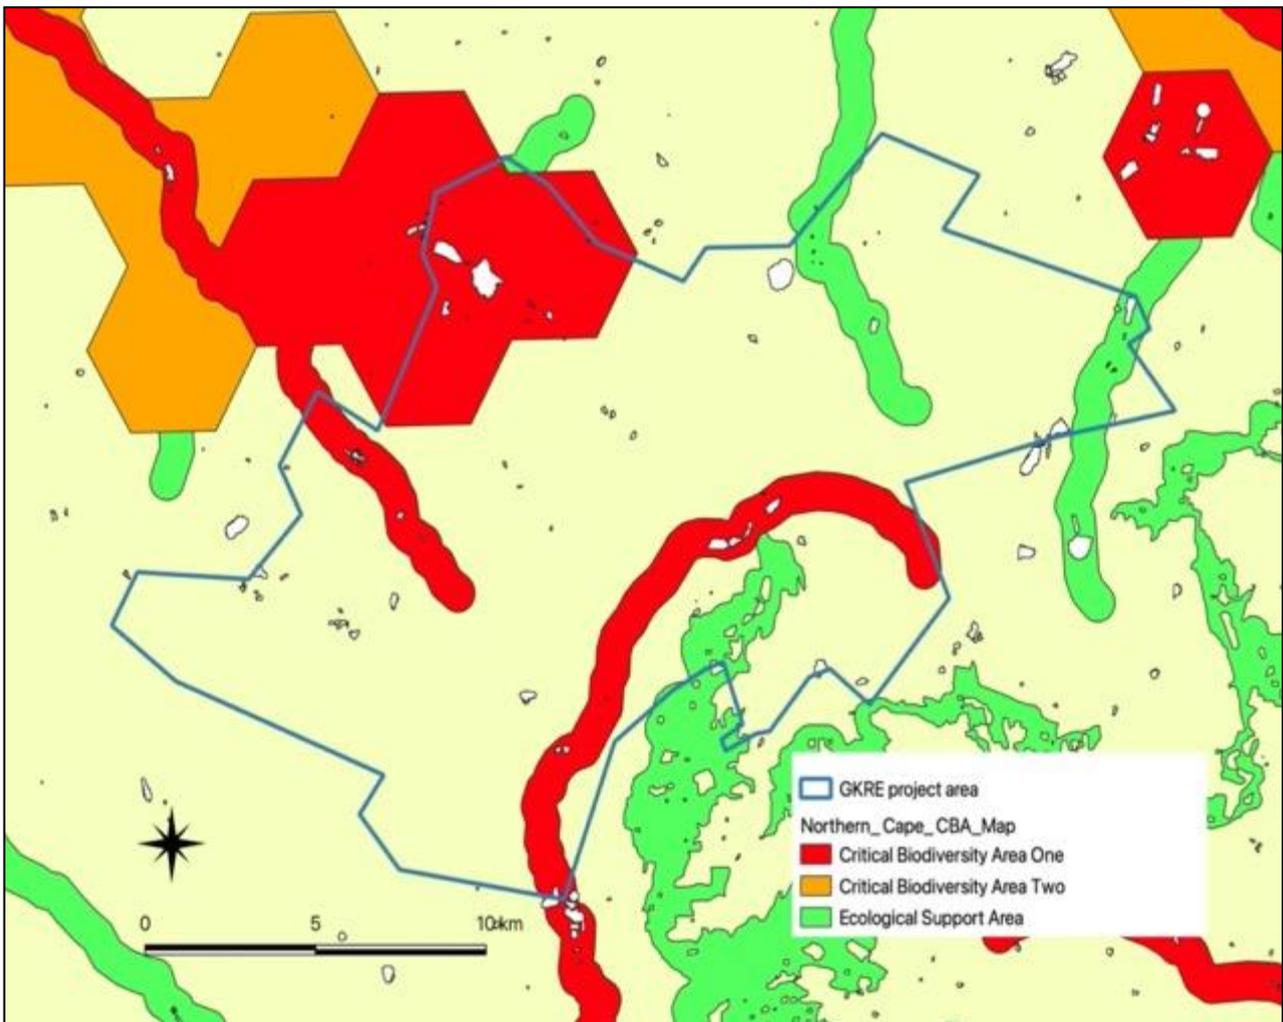 GKRE project area
Northern_Cape_CBA_Map
Critical Biodiversity Area One
Critical Biodiversity Area Two
Ecological Support Area
0 5 10 km